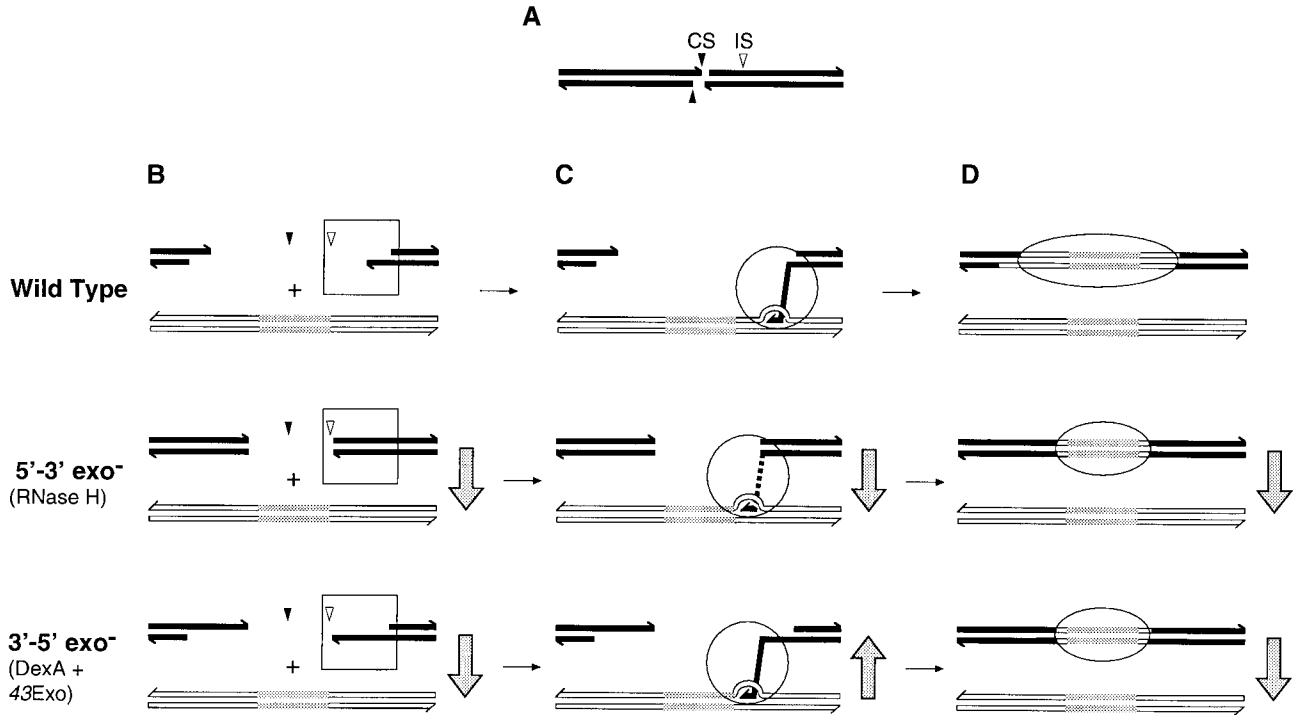 A
CS IS
B C D
Wild Type
+
5'-3' exo-
(RNase H)
+
3'-5' exo-
(DexA +
43Exo)
+